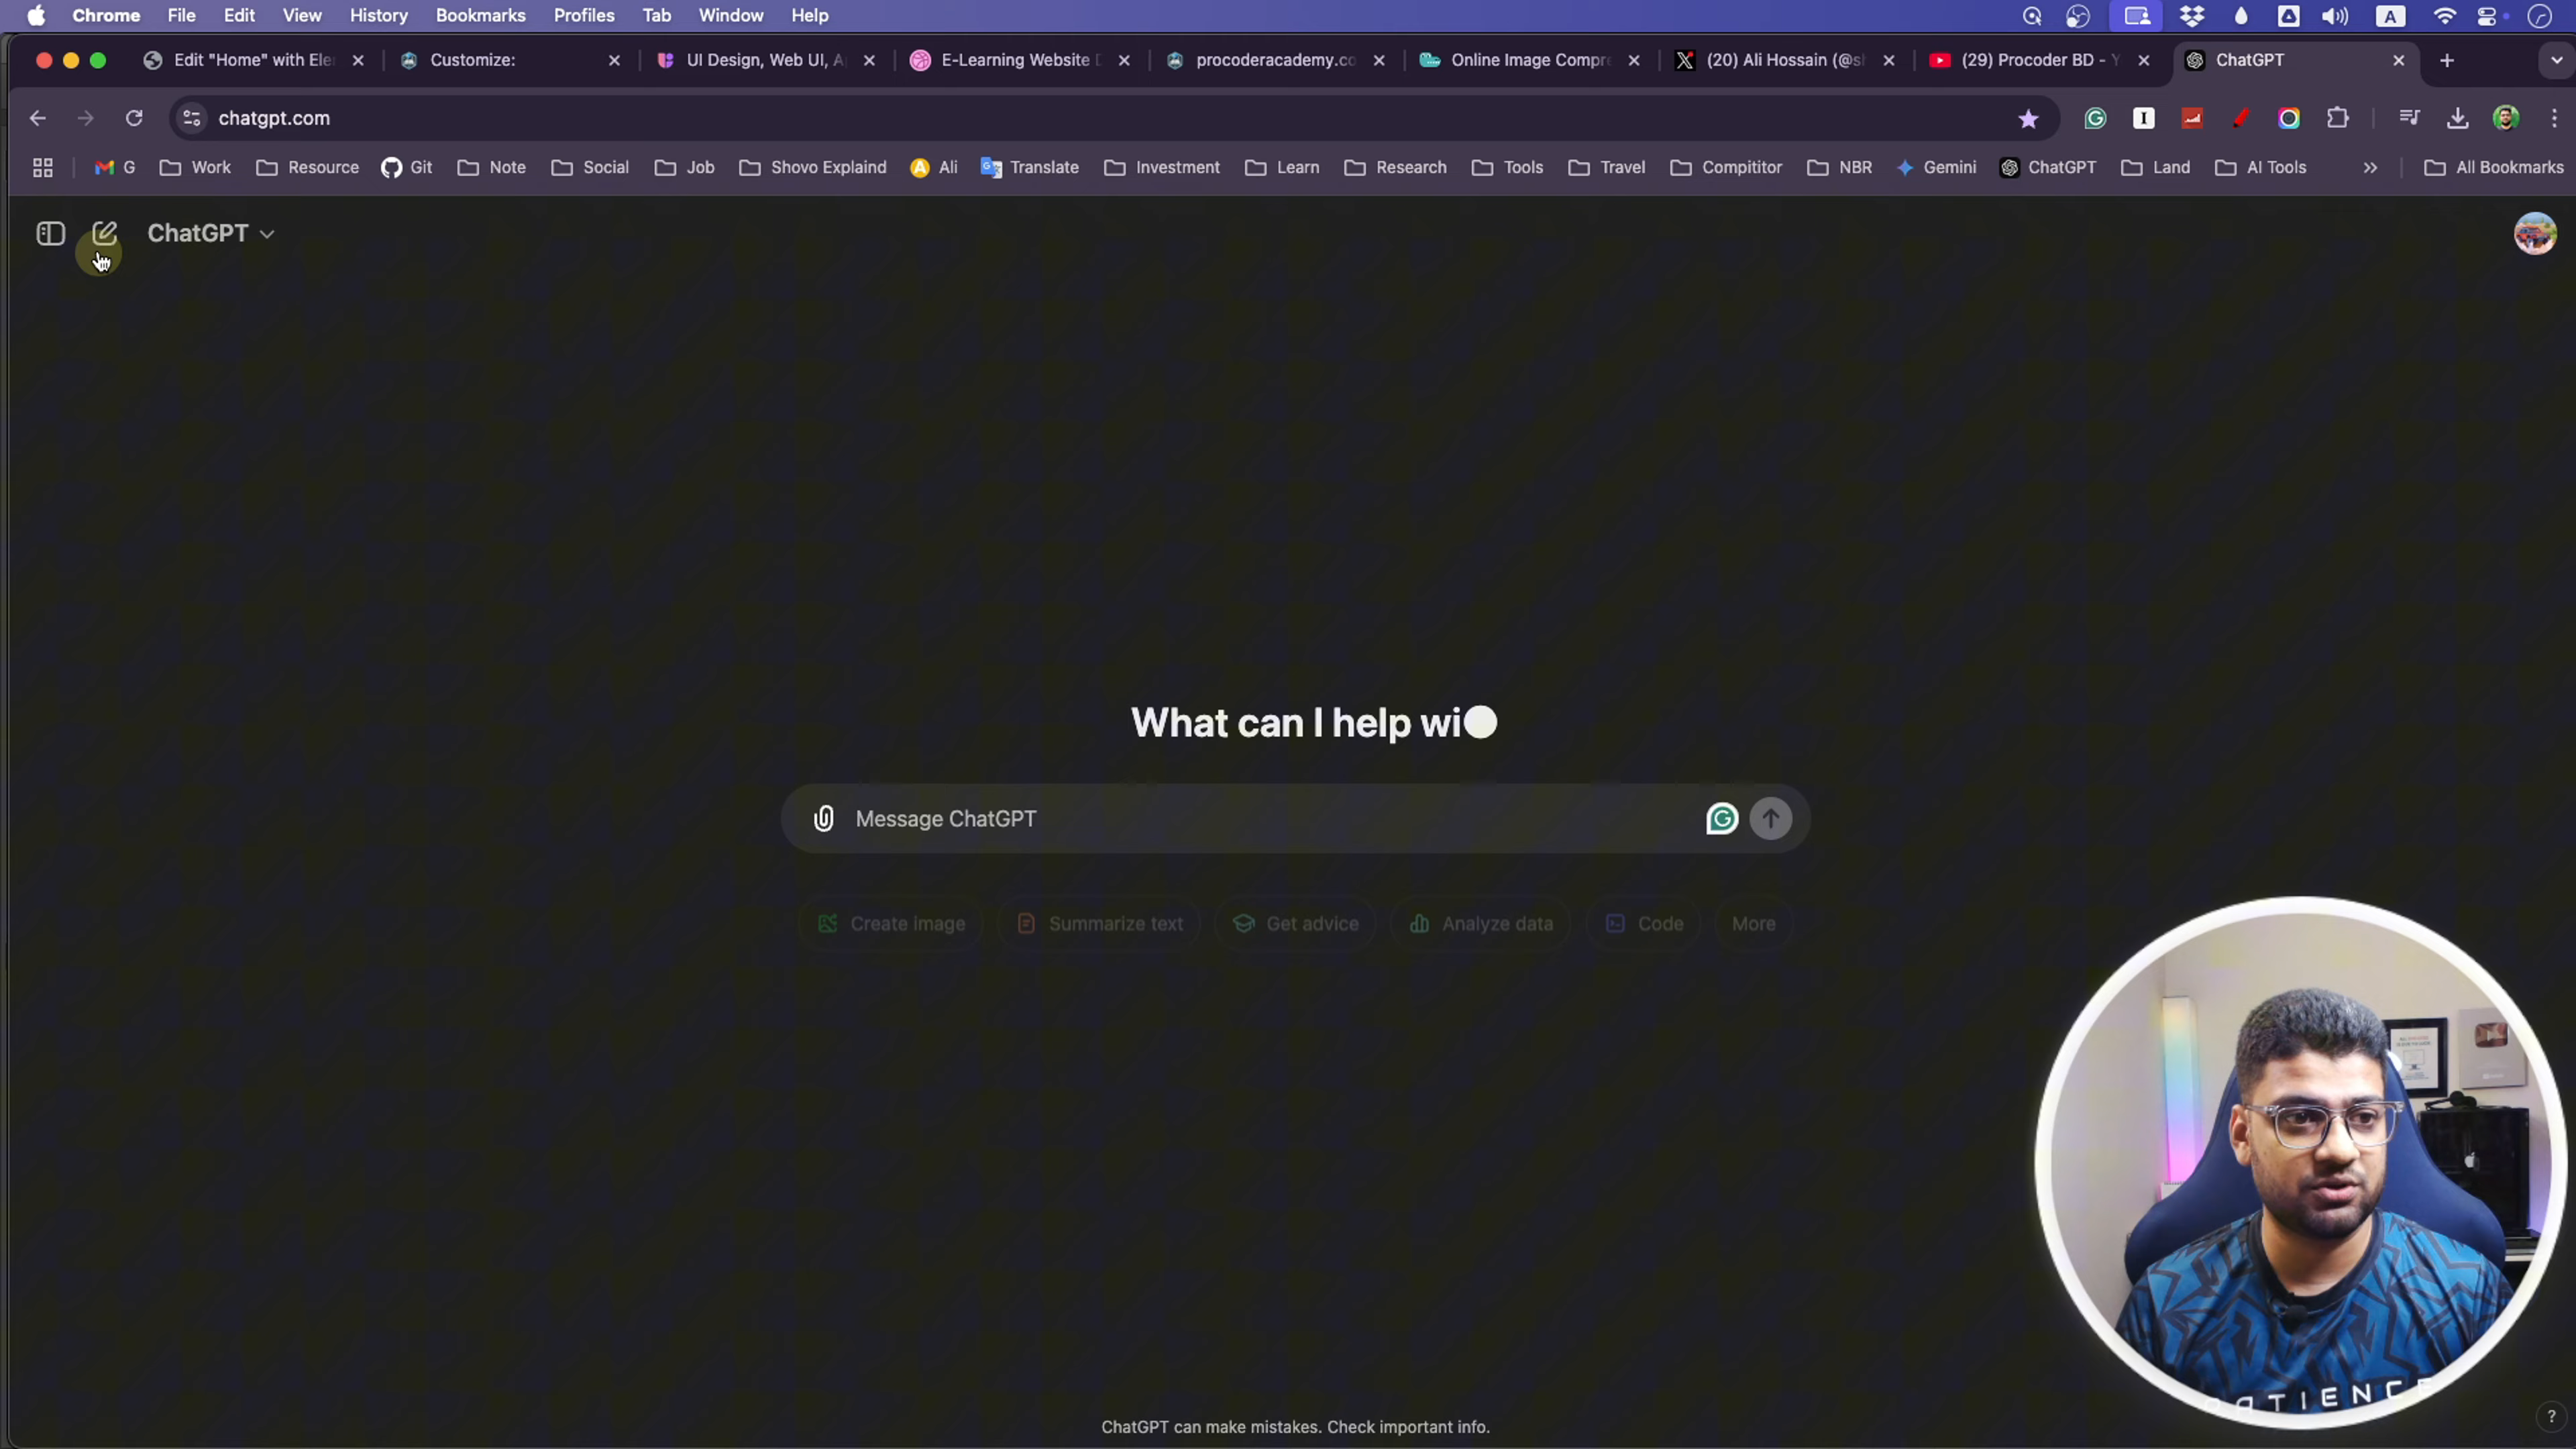 Chrome File Edit View History Bookmarks Profiles Tab Window Help A
Edit "Home" with Ele Customize: UI Design, Web UI, A E-Learning Website D procoderacademy.co Online Image Compre (20) Ali Hossain (@sh (29) Procoder BD - Y ChatGPT
chatgpt.com
G Work Resource Git Note Social Job Shovo Explaind Ali Translate Investment Learn Research Tools Travel Compititor NBR Gemini ChatGPT Land AI Tools All Bookmarks
ChatGPT
What can I help wi
Message ChatGPT
Create image Summarize text Get advice Analyze data Code More
PATIENCE
ChatGPT can make mistakes. Check important info.
?